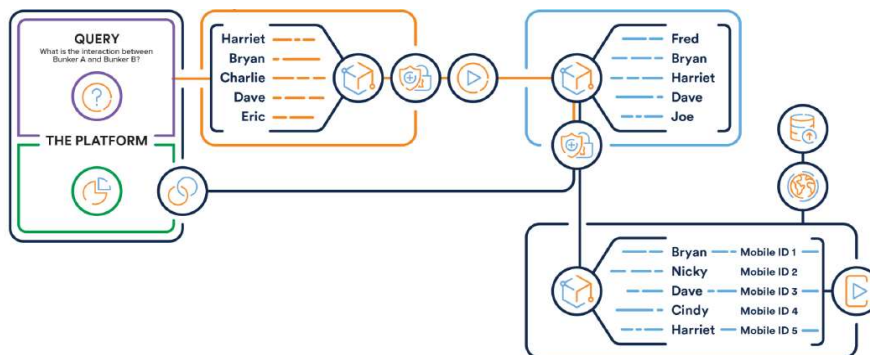 QUERY
What is the interaction between
Bunker A and Bunker B?
THE PLATFORM
Harriet
Bryan
Charlie
Dave
Eric
Fred
Bryan
Harriet
Dave
Joe
Bryan Mobile ID 1
Nicky Mobile ID 2
Dave Mobile ID 3
Cindy Mobile ID 4
Harriet Mobile ID 5